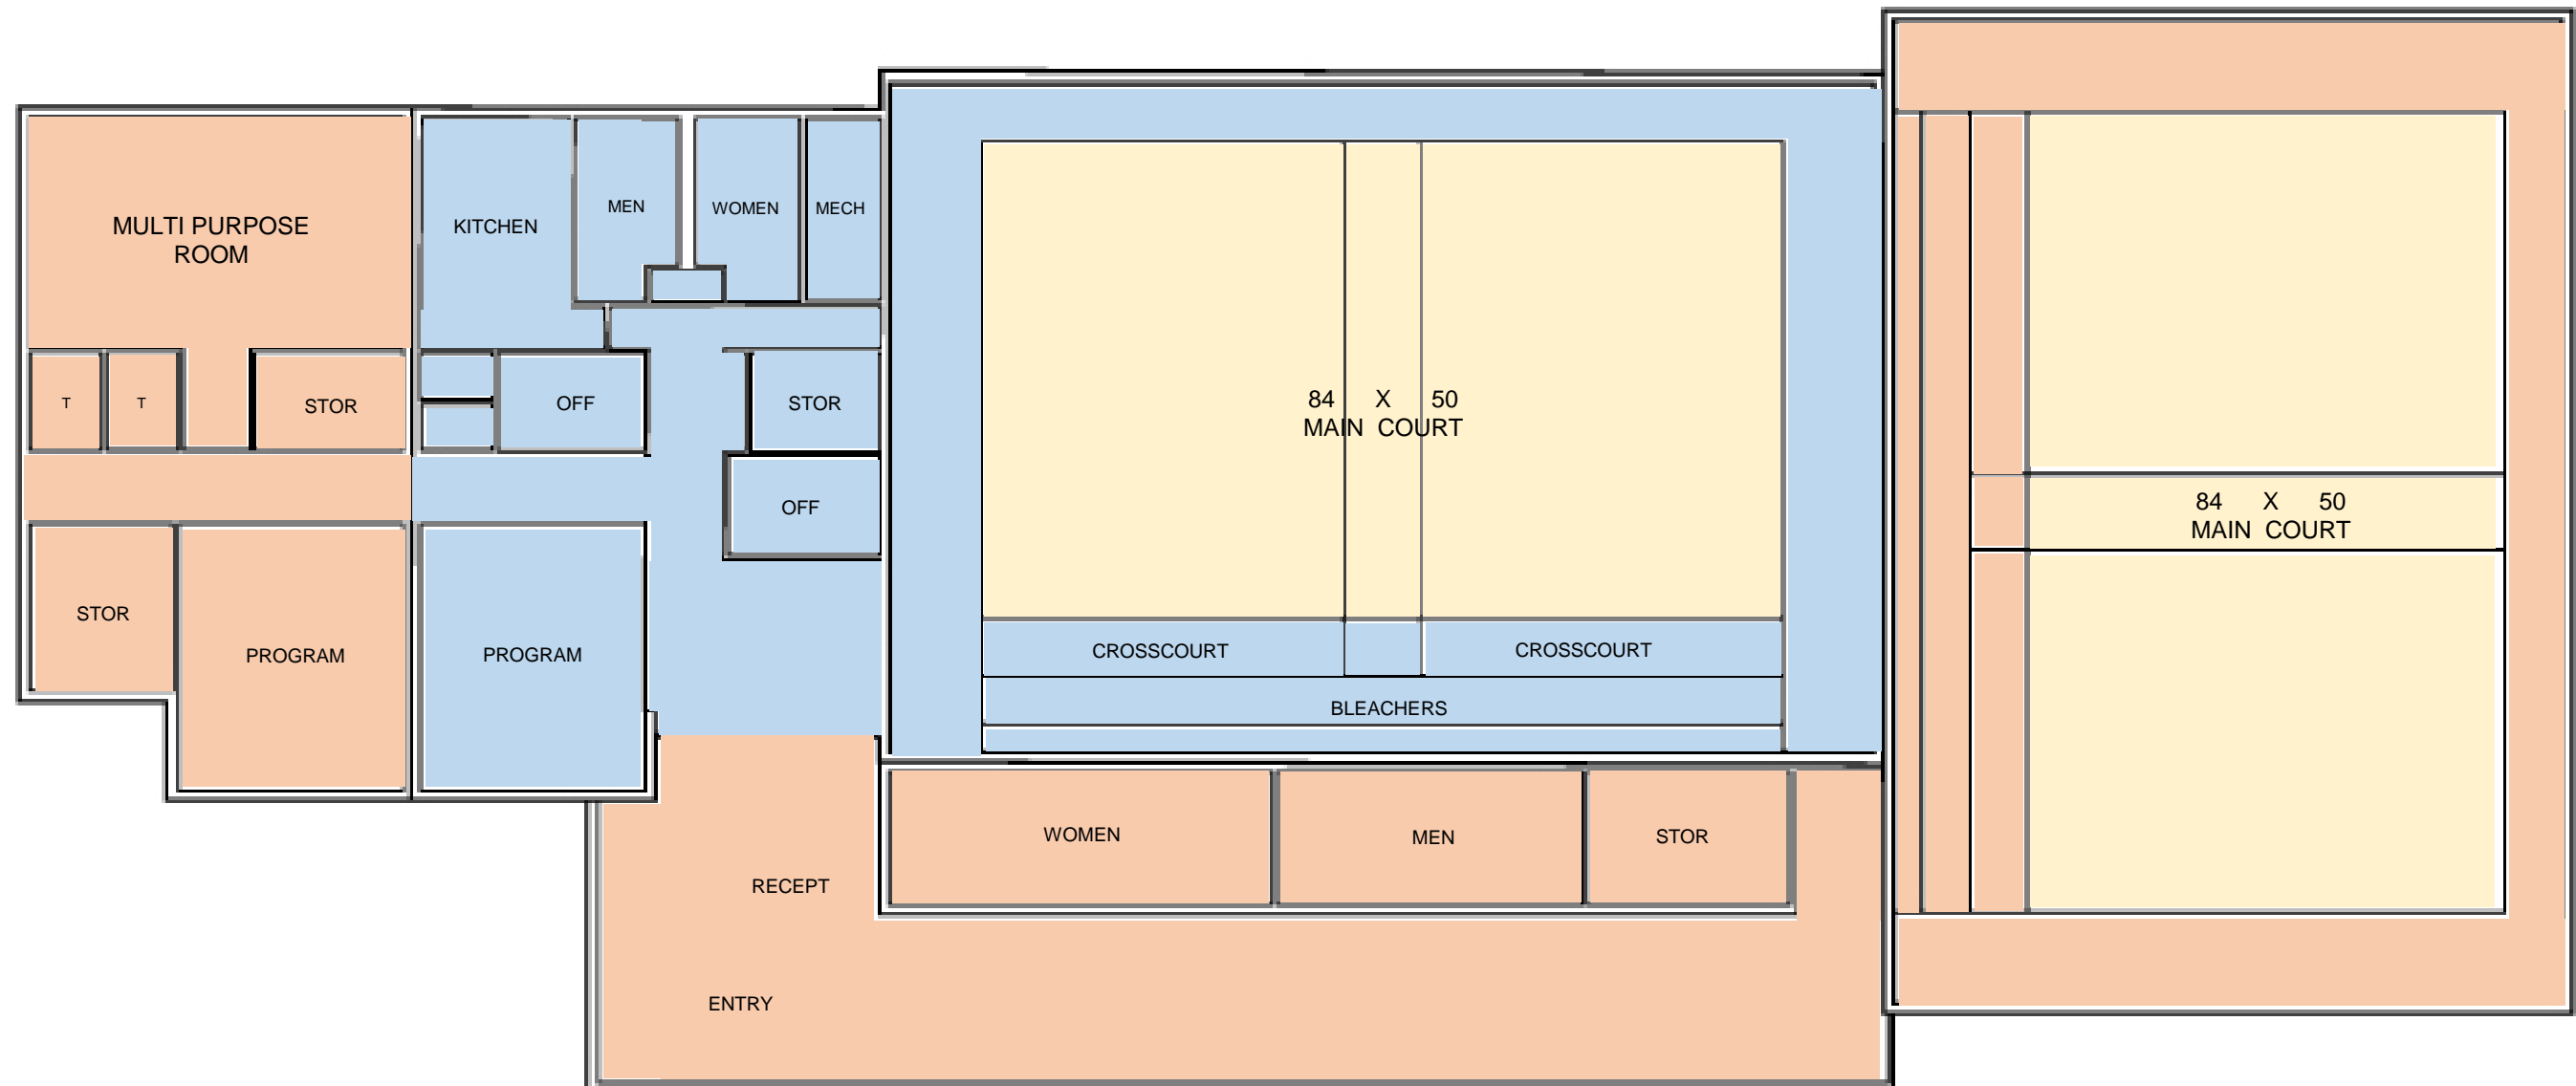 MULTI PURPOSE
ROOM
KITCHEN
MEN
WOMEN
MECH
T
T
STOR
OFF
STOR
OFF
STOR
PROGRAM
PROGRAM
84 X 50
MAIN COURT
CROSSCOURT
CROSSCOURT
BLEACHERS
84 X 50
MAIN COURT
WOMEN
MEN
STOR
RECEPT
ENTRY